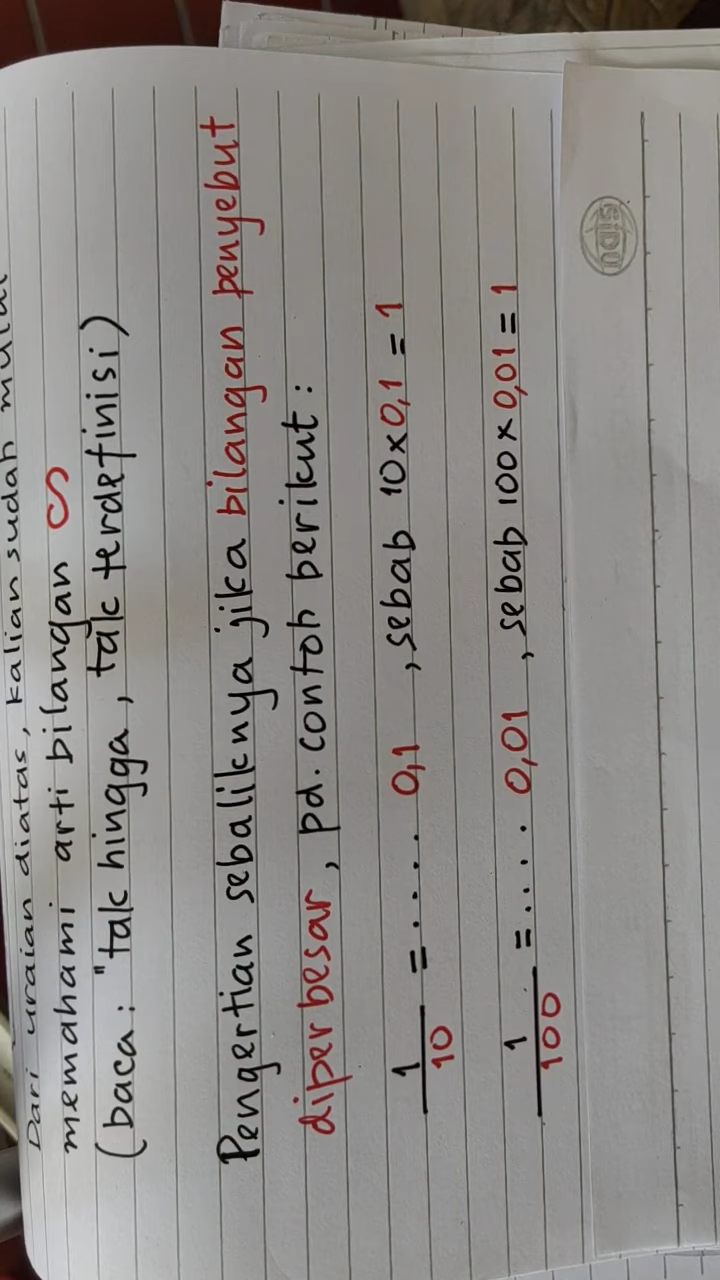 Dari uraian diatas, kalian sudah mulai
memahami arti bilangan ∞
(baca: "tak hingga, tak terdefinisi)
Pengertian sebaliknya jika bilangan penyebut
diperbesar, pd. contoh berikut:
1/10 = ..... 0,1 , sebab 10 x 0,1 = 1
1/100 = ..... 0,01 , sebab 100 x 0,01 = 1
SiDU